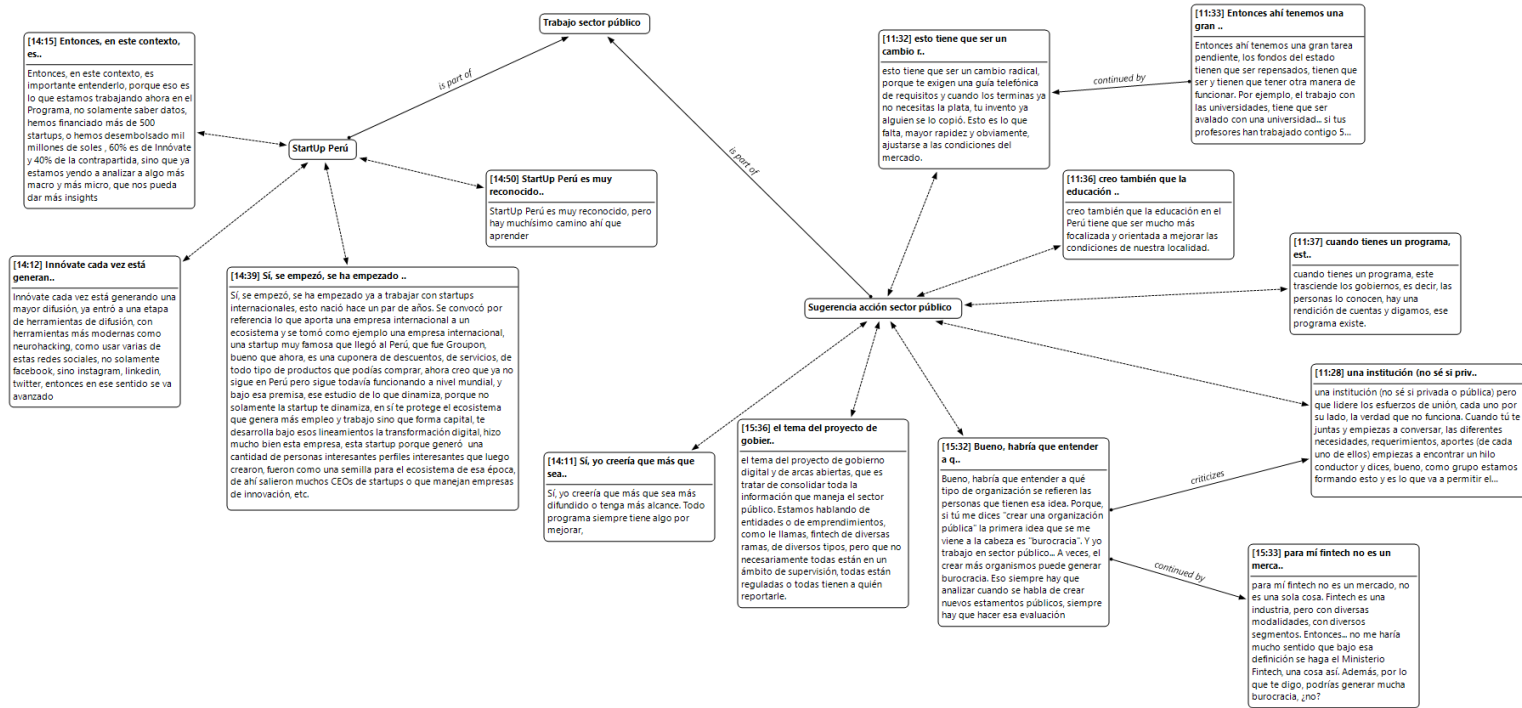 Trabajo sector público
[14:15] Entonces, en este contexto,
es..
Entonces, en este contexto, es
importante entenderlo, porque eso es
lo que estamos trabajando ahora en el
Programa, no solamente saber datos,
hemos financiado más de 500
startups, o hemos desembolsado mil
millones de soles , 60% es de Innóvate
y 40% de la contrapartida, sino que ya
estamos yendo a analizar a algo más
macro y más micro, que nos pueda
dar más insights
is part of
StartUp Perú
[14:50] StartUp Perú es muy
reconocido..
StartUp Perú es muy reconocido, pero
hay muchísimo camino ahí que
aprender
[14:12] Innóvate cada vez está
generan..
Innóvate cada vez está generando una
mayor difusión, ya entró a una etapa
de herramientas de difusión, con
herramientas más modernas como
neurohacking, como usar varias de
estas redes sociales, no solamente
facebook, sino instagram, linkedin,
twitter, entonces en ese sentido se va
avanzado
[14:39] Sí, se empezó, se ha empezado ..
Sí, se empezó, se ha empezado ya a trabajar con startups
internacionales, esto nació hace un par de años. Se convocó por
referencia lo que aporta una empresa internacional a un
ecosistema y se tomó como ejemplo una empresa internacional,
una startup muy famosa que llegó al Perú, que fue Groupon,
bueno que ahora, es una cuponera de descuentos, de servicios, de
todo tipo de productos que podías comprar, ahora creo que ya no
sigue en Perú pero sigue todavía funcionando a nivel mundial, y
bajo esa premisa, ese estudio de lo que dinamiza, porque no
solamente la startup te dinamiza, en sí te protege el ecosistema
que genera más empleo y trabajo sino que forma capital, te
desarrolla bajo esos lineamientos la transformación digital, hizo
mucho bien esta empresa, esta startup porque generó  una
cantidad de personas interesantes perfiles interesantes que luego
crearon, fueron como una semilla para el ecosistema de esa época,
de ahí salieron muchos CEOs de startups o que manejan empresas
de innovación, etc.
is part of
Sugerencia acción sector público
[11:32] esto tiene que ser un
cambio r..
esto tiene que ser un cambio radical,
porque te exigen una guía telefónica
de requisitos y cuando los terminas ya
no necesitas la plata, tu invento ya
alguien se lo copió. Esto es lo que
falta, mayor rapidez y obviamente,
ajustarse a las condiciones del
mercado.
continued by
[11:33] Entonces ahí tenemos una
gran ..
Entonces ahí tenemos una gran tarea
pendiente, los fondos del estado
tienen que ser repensados, tienen que
ser y tienen que tener otra manera de
funcionar. Por ejemplo, el trabajo con
las universidades, tiene que ser
avalado con una universidad... si tus
profesores han trabajado contigo 5...
[11:36] creo también que la
educación ..
creo también que la educación en el
Perú tiene que ser mucho más
focalizada y orientada a mejorar las
condiciones de nuestra localidad.
[11:37] cuando tienes un programa,
est..
cuando tienes un programa, este
trasciende los gobiernos, es decir, las
personas lo conocen, hay una
rendición de cuentas y digamos, ese
programa existe.
[11:28] una institución (no sé si priv..
una institución (no sé si privada o pública) pero
que lidere los esfuerzos de unión, cada uno por
su lado, la verdad que no funciona. Cuando tú te
juntas y empiezas a conversar, las diferentes
necesidades, requerimientos, aportes (de cada
uno de ellos) empiezas a encontrar un hilo
conductor y dices, bueno, como grupo estamos
formando esto y es lo que va a permitir el...
[14:11] Sí, yo creería que más que
sea..
Sí, yo creería que más que sea más
difundido o tenga más alcance. Todo
programa siempre tiene algo por
mejorar,
[15:36] el tema del proyecto de
gobier..
el tema del proyecto de gobierno
digital y de arcas abiertas, que es
tratar de consolidar toda la
información que maneja el sector
público. Estamos hablando de
entidades o de emprendimientos,
como le llamas, fintech de diversas
ramas, de diversos tipos, pero que no
necesariamente todas están en un
ámbito de supervisión, todas están
reguladas o todas tienen a quién
reportarle.
[15:32] Bueno, habría que entender
a q..
Bueno, habría que entender a qué
tipo de organización se refieren las
personas que tienen esa idea. Porque,
si tú me dices "crear una organización
pública" la primera idea que se me
viene a la cabeza es "burocracia". Y yo
trabajo en sector público... A veces, el
crear más organismos puede generar
burocracia. Eso siempre hay que
analizar cuando se habla de crear
nuevos estamentos públicos, siempre
hay que hacer esa evaluación
criticizes
continued by
[15:33] para mí fintech no es un
merca..
para mí fintech no es un mercado, no
es una sola cosa. Fintech es una
industria, pero con diversas
modalidades, con diversos
segmentos. Entonces... no me haría
mucho sentido que bajo esa
definición se haga el Ministerio
Fintech, una cosa así. Además, por lo
que te digo, podrías generar mucha
burocracia, ¿no?